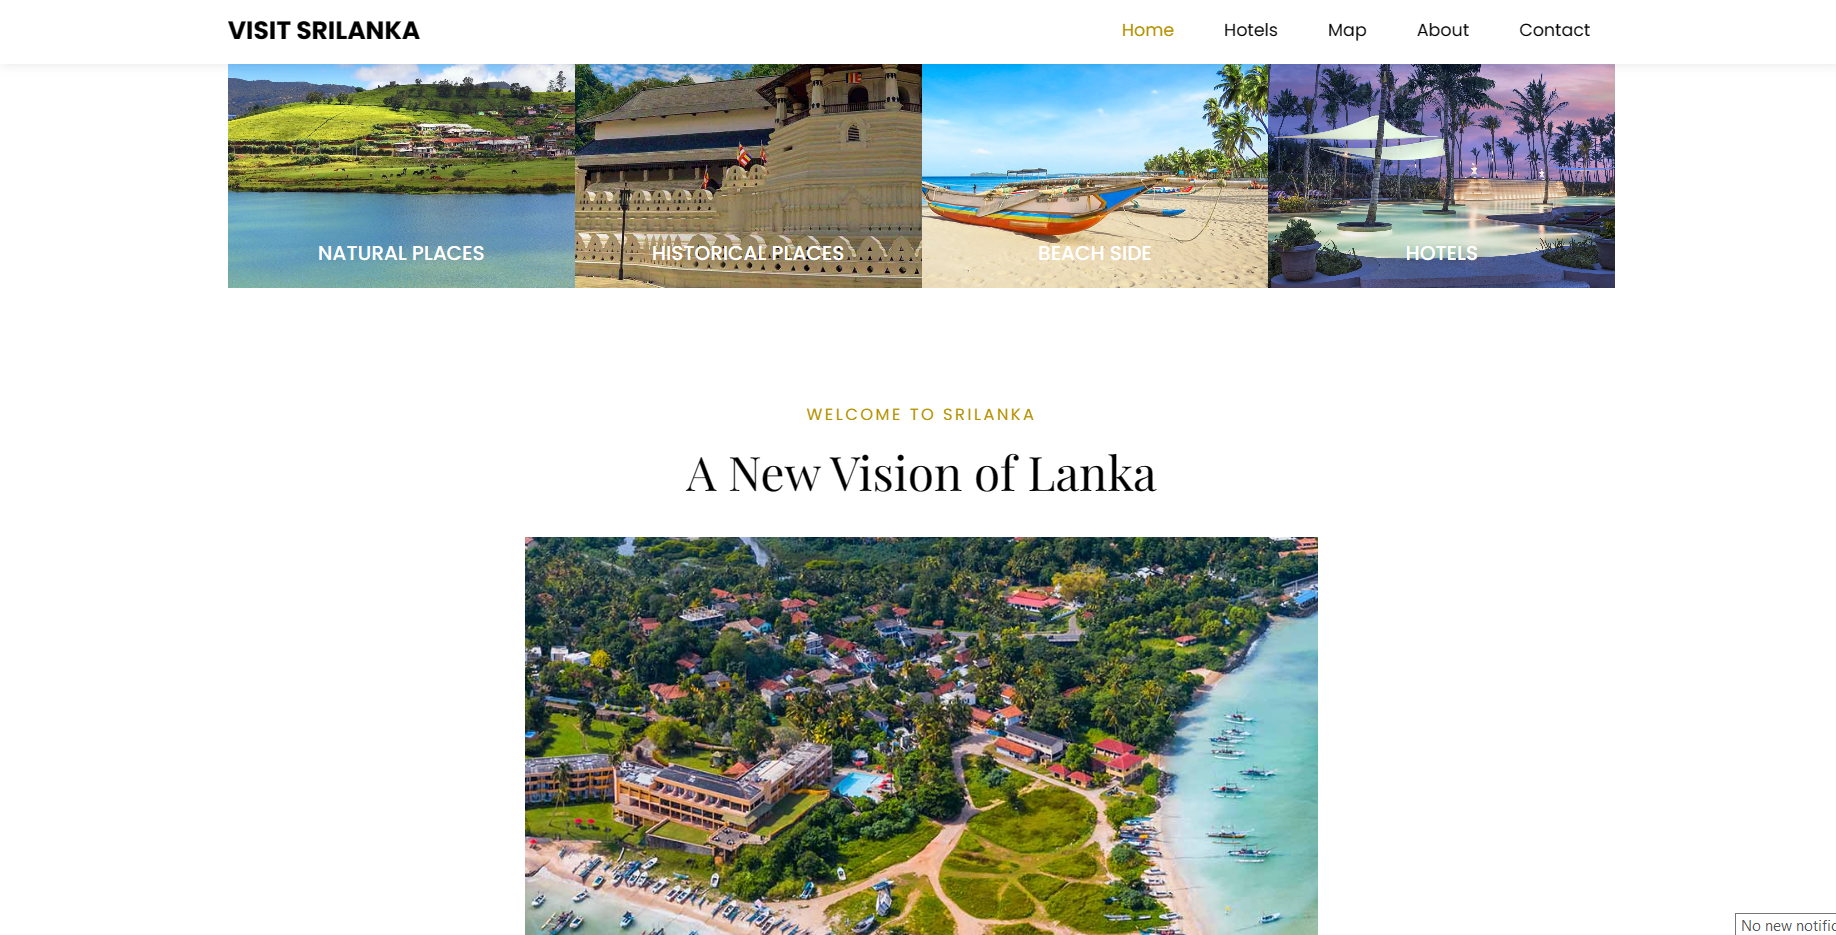 VISIT SRILANKA
Home Hotels Map About Contact
NATURAL PLACES
HISTORICAL PLACES
BEACH SIDE
HOTELS
WELCOME TO SRILANKA
A New Vision of Lanka
No new notific